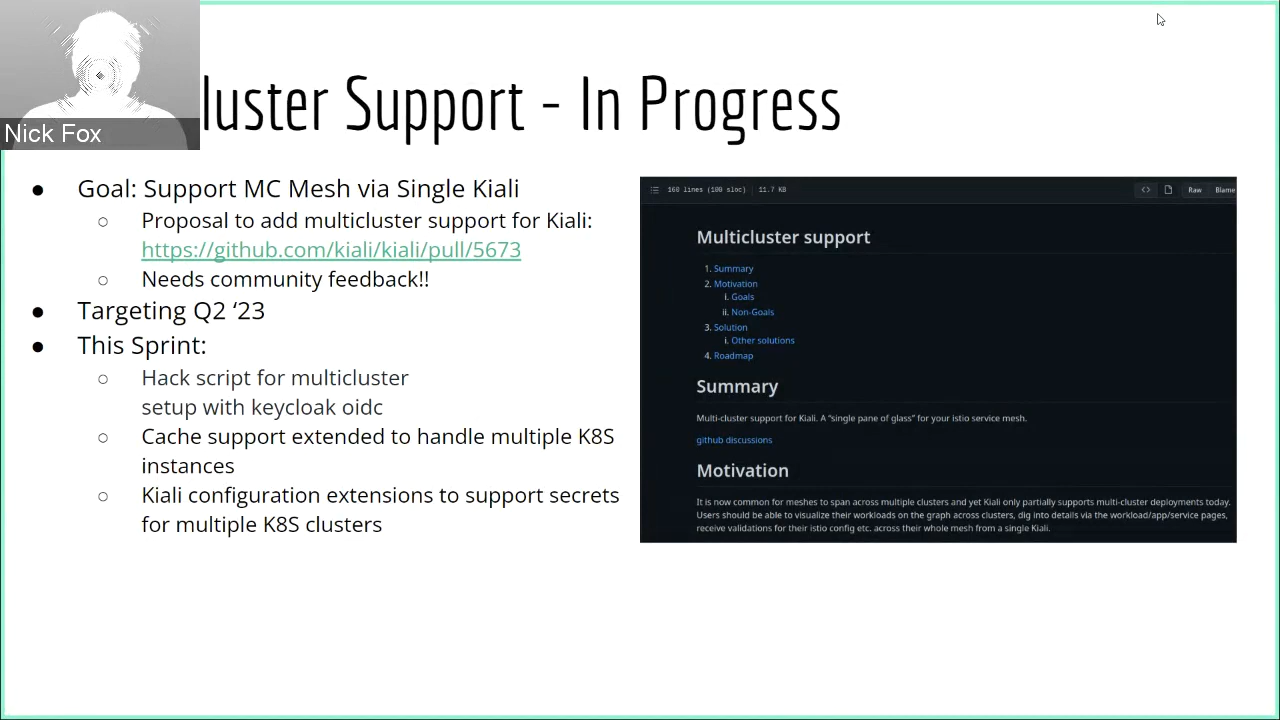 Nick Fox
luster Support - In Progress
● Goal: Support MC Mesh via Single Kiali
○ Proposal to add multicluster support for Kiali:
https://github.com/kiali/kiali/pull/5673
○ Needs community feedback!!
● Targeting Q2 ‘23
● This Sprint:
○ Hack script for multicluster
setup with keycloak oidc
○ Cache support extended to handle multiple K8S
instances
○ Kiali configuration extensions to support secrets
for multiple K8S clusters
160 lines (109 sloc) 11.7 KB
Raw Blame
Multicluster support
1. Summary
2. Motivation
i. Goals
ii. Non-Goals
3. Solution
i. Other solutions
4. Roadmap
Summary
Multi-cluster support for Kiali. A “single pane of glass” for your istio service mesh.
github discussions
Motivation
It is now common for meshes to span across multiple clusters and yet Kiali only partially supports multi-cluster deployments today.
Users should be able to visualize their workloads on the graph across clusters, dig into details via the workload/app/service pages,
receive validations for their istio config etc. across their whole mesh from a single Kiali.